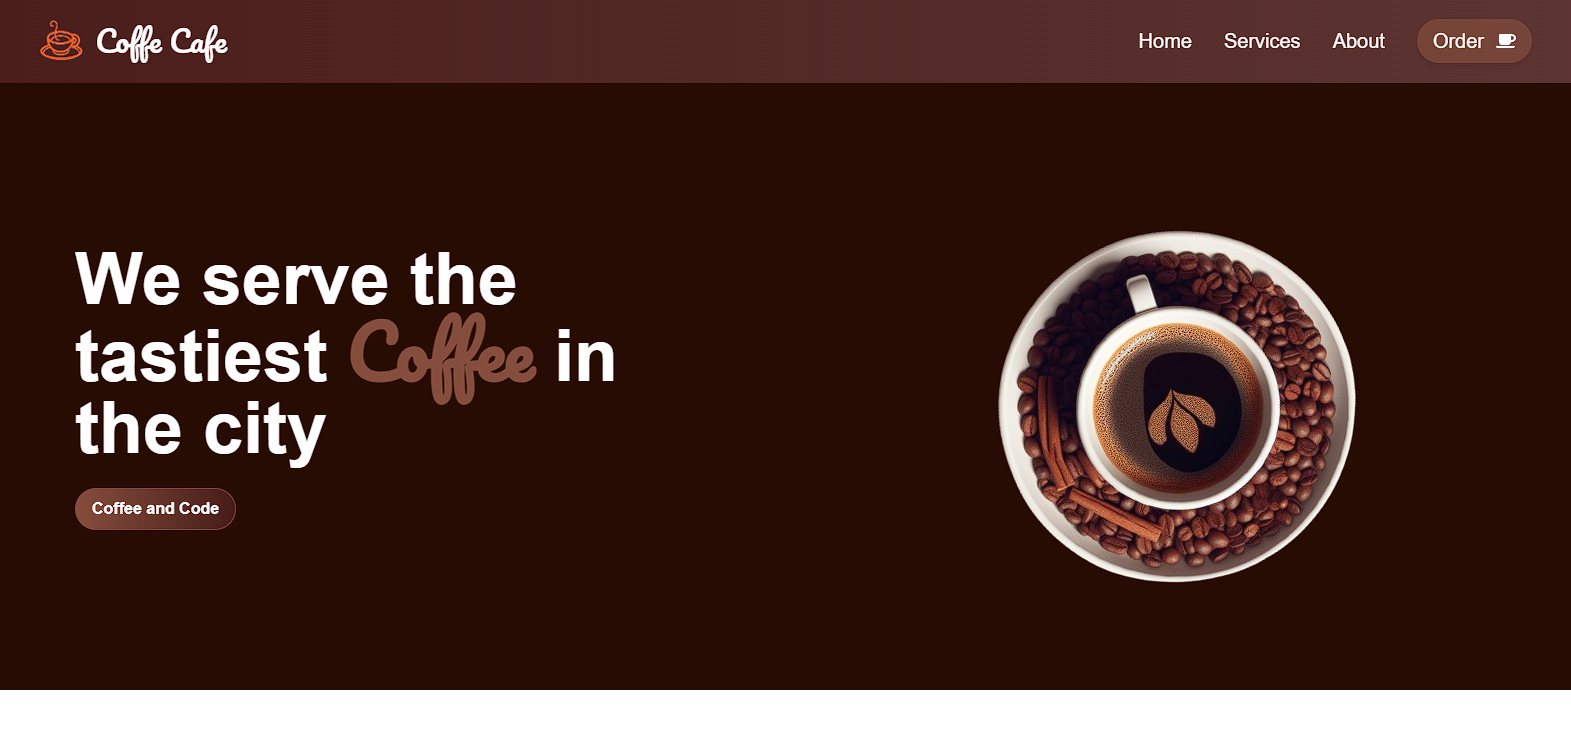 Coffe Cafe
Home Services About Order
We serve the
tastiest Coffee in
the city
Coffee and Code